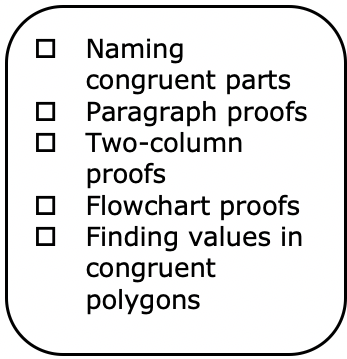 ☐ Naming
congruent parts
☐ Paragraph proofs
☐ Two-column
proofs
☐ Flowchart proofs
☐ Finding values in
congruent
polygons